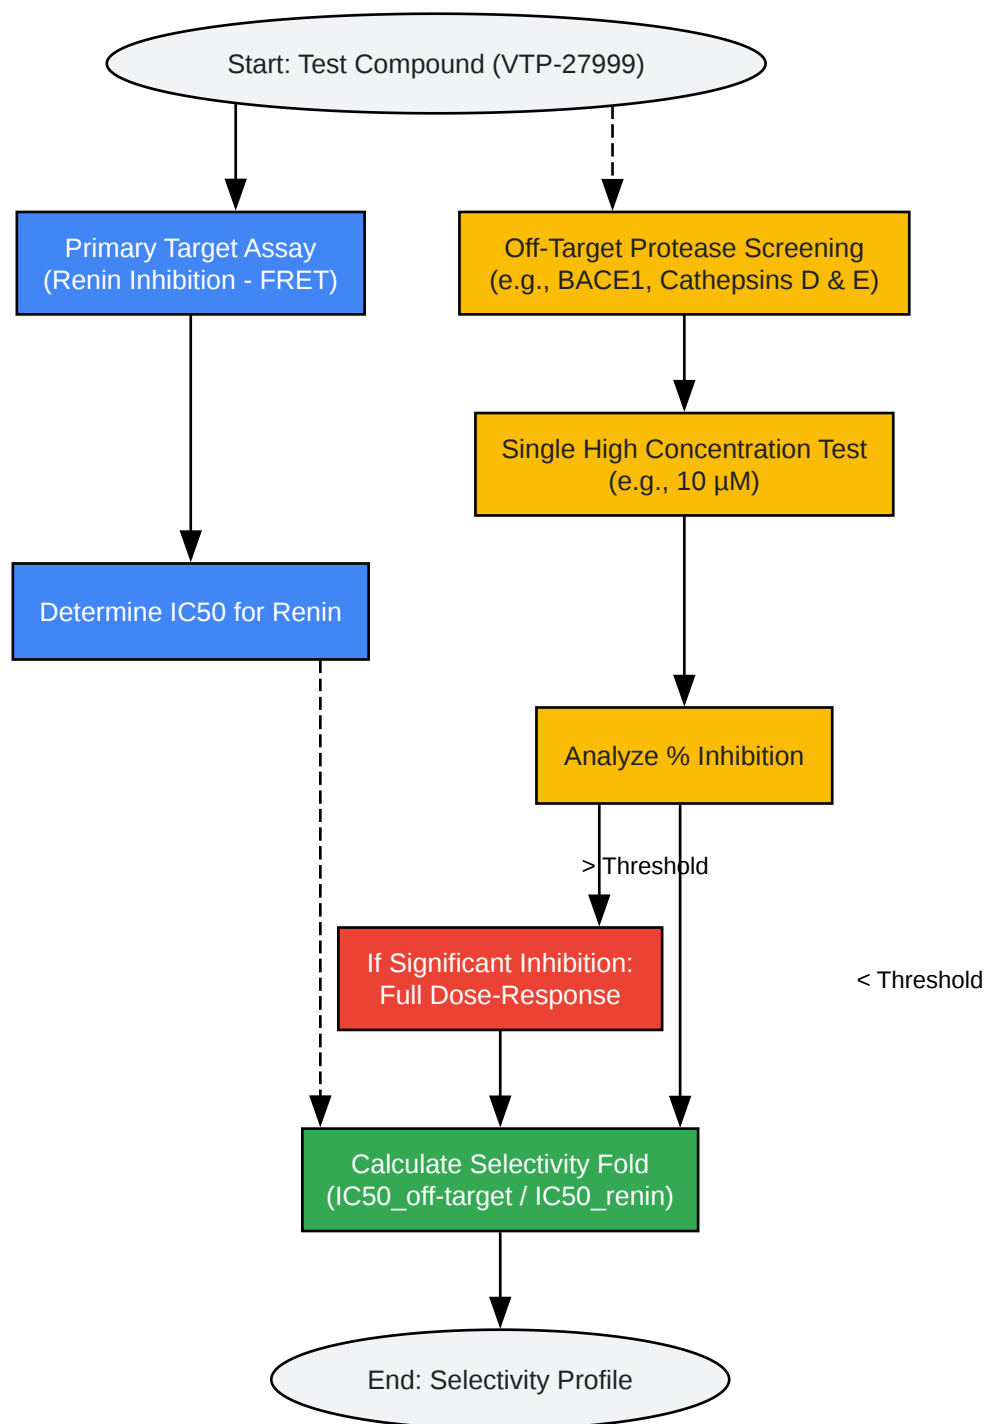 Start: Test Compound (VTP-27999)
Primary Target Assay
(Renin Inhibition - FRET)
Off-Target Protease Screening
(e.g., BACE1, Cathepsins D & E)
Single High Concentration Test
(e.g., 10 µM)
Determine IC50 for Renin
Analyze % Inhibition
> Threshold
If Significant Inhibition:
Full Dose-Response
< Threshold
Calculate Selectivity Fold
(IC50_off-target / IC50_renin)
End: Selectivity Profile